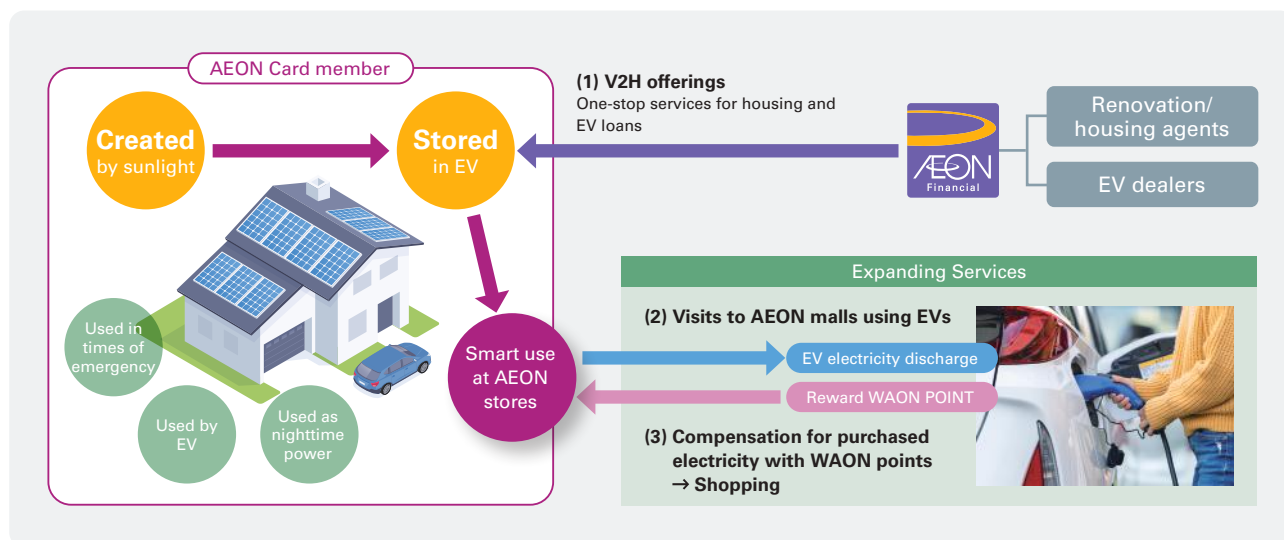 AEON Card member
Created
by sunlight
Stored
in EV
(1) V2H offerings
One-stop services for housing and
EV loans
ÆON
Financial
Renovation/
housing agents
EV dealers
Used in
times of
emergency
Used by
EV
Used as
nighttime
power
Smart use
at AEON
stores
Expanding Services
(2) Visits to AEON malls using EVs
EV electricity discharge
Reward WAON POINT
(3) Compensation for purchased
electricity with WAON points
→ Shopping